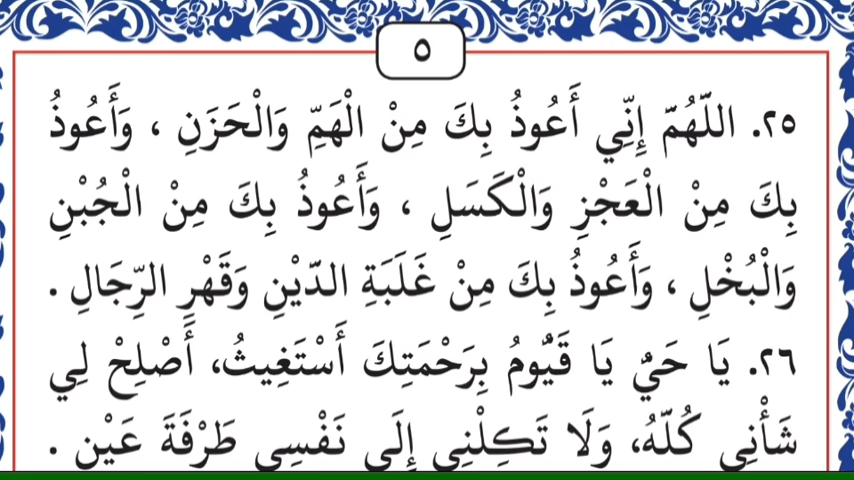 ٥
٢٥. اللَّهُمَّ إِنِّي أَعُوذُ بِكَ مِنْ الْهَمِّ وَالْحَزَنِ ، وَأَعُوذُ
بِكَ مِنْ الْعَجْزِ وَالْكَسَلِ ، وَأَعُوذُ بِكَ مِنْ الْجُبْنِ
وَالْبُخْلِ ، وَأَعُوذُ بِكَ مِنْ غَلَبَةِ الدّيْنِ وَقَهْرِ الرِّجَالِ .
٢٦. يَا حَيُّ يَا قَيُّومُ بِرَحْمَتِكَ أَسْتَغِيثُ، أَصْلِحْ لِي
شَأْنِي كُلَّهُ، وَلَا تَكِلْنِي إِلَى نَفْسِي طَرْفَةَ عَيْنٍ .